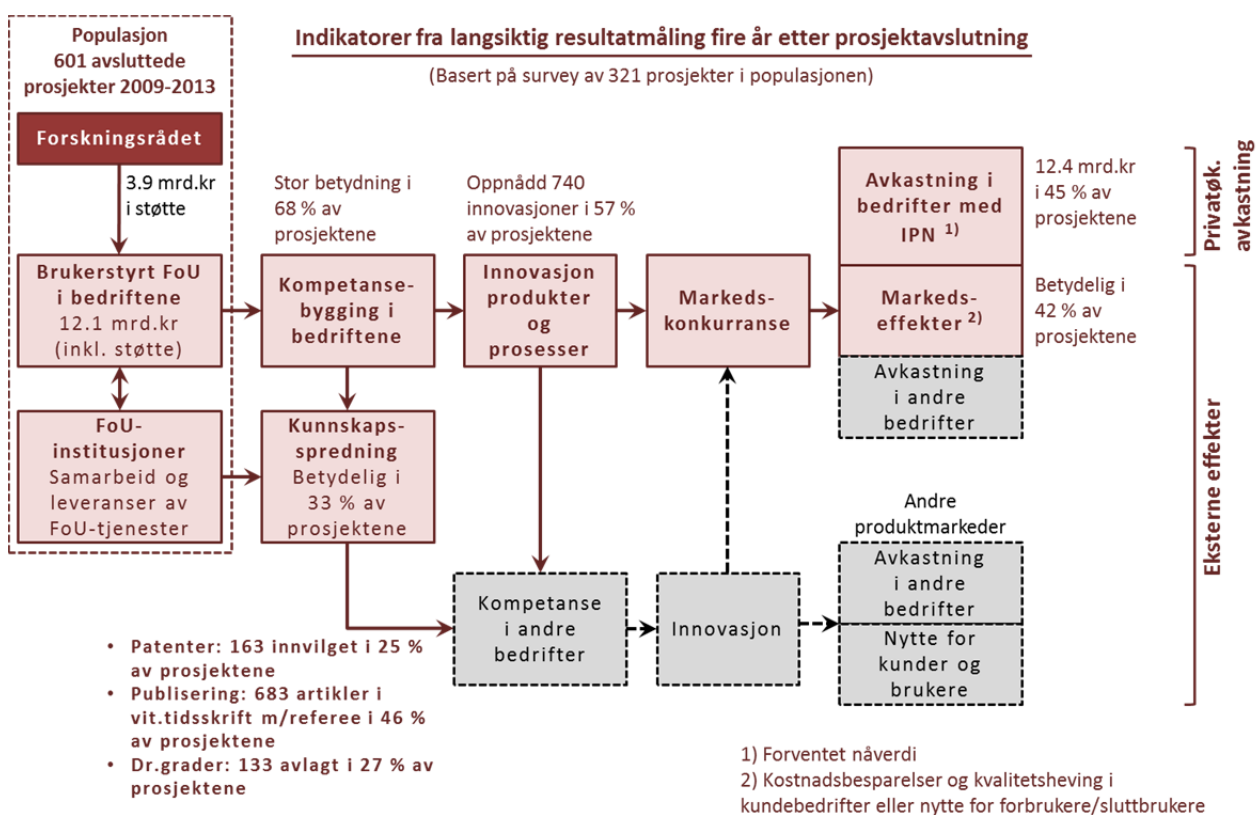 Populasjon
601 avsluttede
prosjekter 2009-2013
Indikatorer fra langsiktig resultatmåling fire år etter prosjektavslutning
(Basert på survey av 321 prosjekter i populasjonen)
Forskningsrådet
3.9 mrd.kr
i støtte
Stor betydning i
68 % av
prosjektene
Oppnådd 740
innovasjoner i 57 %
av prosjektene
Avkastning i
bedrifter med
IPN 1)
12.4 mrd.kr
i 45 % av
prosjektene
Privatøk.
avkastning
Brukerstyrt FoU
i bedriftene
12.1 mrd.kr
(inkl. støtte)
Kompetanse-
bygging i
bedriftene
Innovasjon
produkter
og
prosesser
Markeds-
konkurranse
Markeds-
effekter 2)
Betydelig i
42 % av
prosjektene
Avkastning
i andre
bedrifter
FoU-
institusjoner
Samarbeid og
leveranser av
FoU-tjenester
Kunnskaps-
spredning
Betydelig i
33 % av
prosjektene
Eksterne effekter
Andre
produktmarkeder
Kompetanse
i andre
bedrifter
Innovasjon
Avkastning
i andre
bedrifter
Nytte for
kunder og
brukere
• Patenter: 163 innvilget i 25 %
av prosjektene
• Publisering: 683 artikler i
vit.tidsskrift m/referee i 46 %
av prosjektene
• Dr.grader: 133 avlagt i 27 % av
prosjektene
1) Forventet nåverdi
2) Kostnadsbesparelser og kvalitetsheving i
kundebedrifter eller nytte for forbrukere/sluttbrukere